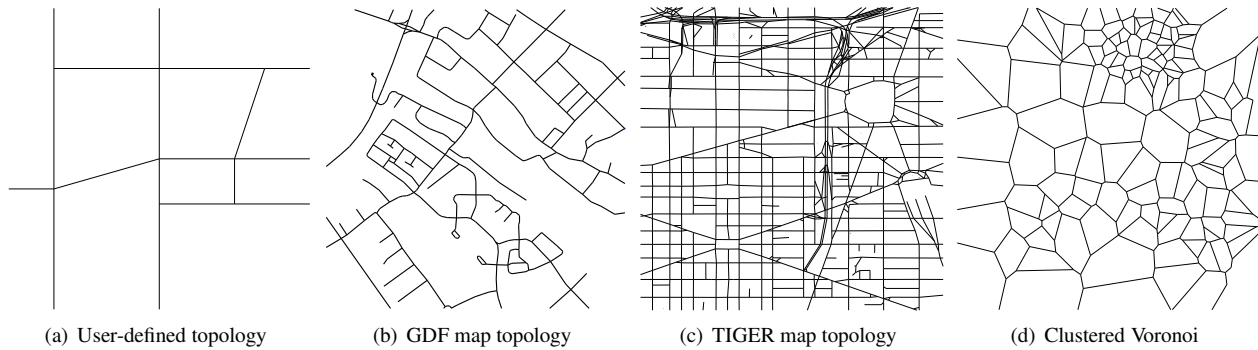 (a) User-defined topology
(b) GDF map topology
(c) TIGER map topology
(d) Clustered Voronoi